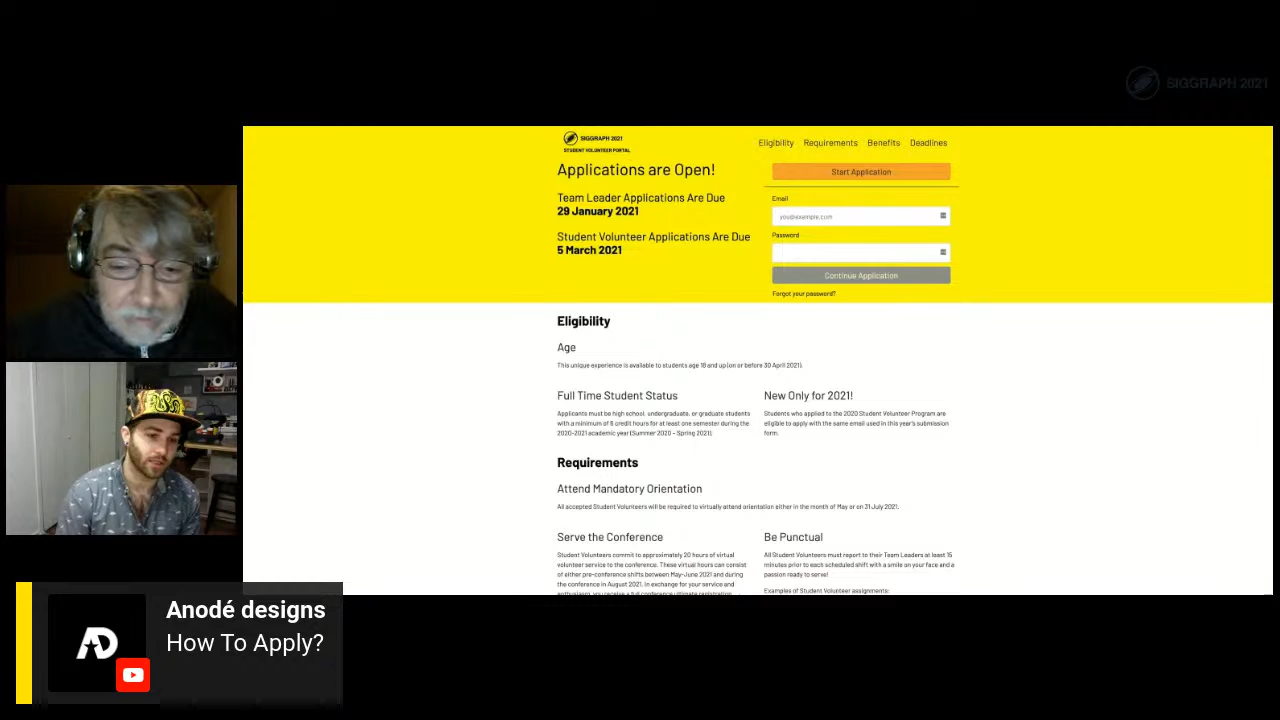 SIGGRAPH 2021
SIGGRAPH 2021
STUDENT VOLUNTEER PORTAL
Eligibility Requirements Benefits Deadlines
Applications are Open!
Team Leader Applications Are Due
29 January 2021
Student Volunteer Applications Are Due
5 March 2021
Start Application
Email
you@example.com
Password
Continue Application
Forgot your password?
Eligibility
Age
This unique experience is available to students age 18 and up (on or before 30 April 2021).
Full Time Student Status
Applicants must be high school, undergraduate, or graduate students
with a minimum of 6 credit hours for at least one semester during the
2020-2021 academic year (Summer 2020 – Spring 2021).
New Only for 2021!
Students who applied to the 2020 Student Volunteer Program are
eligible to apply with the same email used in this year's submission
form.
Requirements
Attend Mandatory Orientation
All accepted Student Volunteers will be required to virtually attend orientation either in the month of May or on 31 July 2021.
Serve the Conference
Student Volunteers commit to approximately 20 hours of virtual
volunteer service to the conference. These virtual hours can consist
of either pre-conference shifts between May-June 2021 and during
the conference in August 2021. In exchange for your service and
enthusiasm, you receive a full conference ultimate registration
Be Punctual
All Student Volunteers must report to their Team Leaders at least 15
minutes prior to each scheduled shift with a smile on your face and a
passion ready to serve!
Examples of Student Volunteer assignments:
AD
Anodé designs
How To Apply?